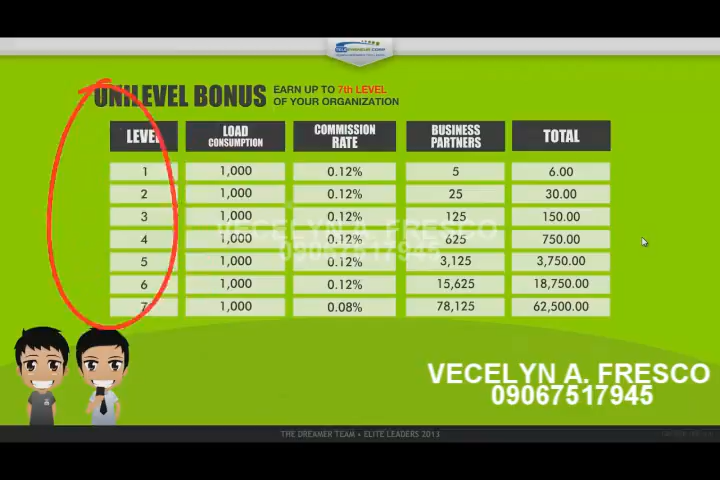 UNILEVEL BONUS
EARN UP TO 7th LEVEL
OF YOUR ORGANIZATION
LEVEL LOAD CONSUMPTION COMMISSION RATE BUSINESS PARTNERS TOTAL
1 1,000 0.12% 5 6.00
2 1,000 0.12% 25 30.00
3 1,000 0.12% 125 150.00
4 1,000 0.12% 625 750.00
5 1,000 0.12% 3,125 3,750.00
6 1,000 0.12% 15,625 18,750.00
7 1,000 0.08% 78,125 62,500.00
VECELYN A. FRESCO
09067517945
VECELYN A. FRESCO
09067517945
THE DREAMER TEAM • ELITE LEADERS 2013